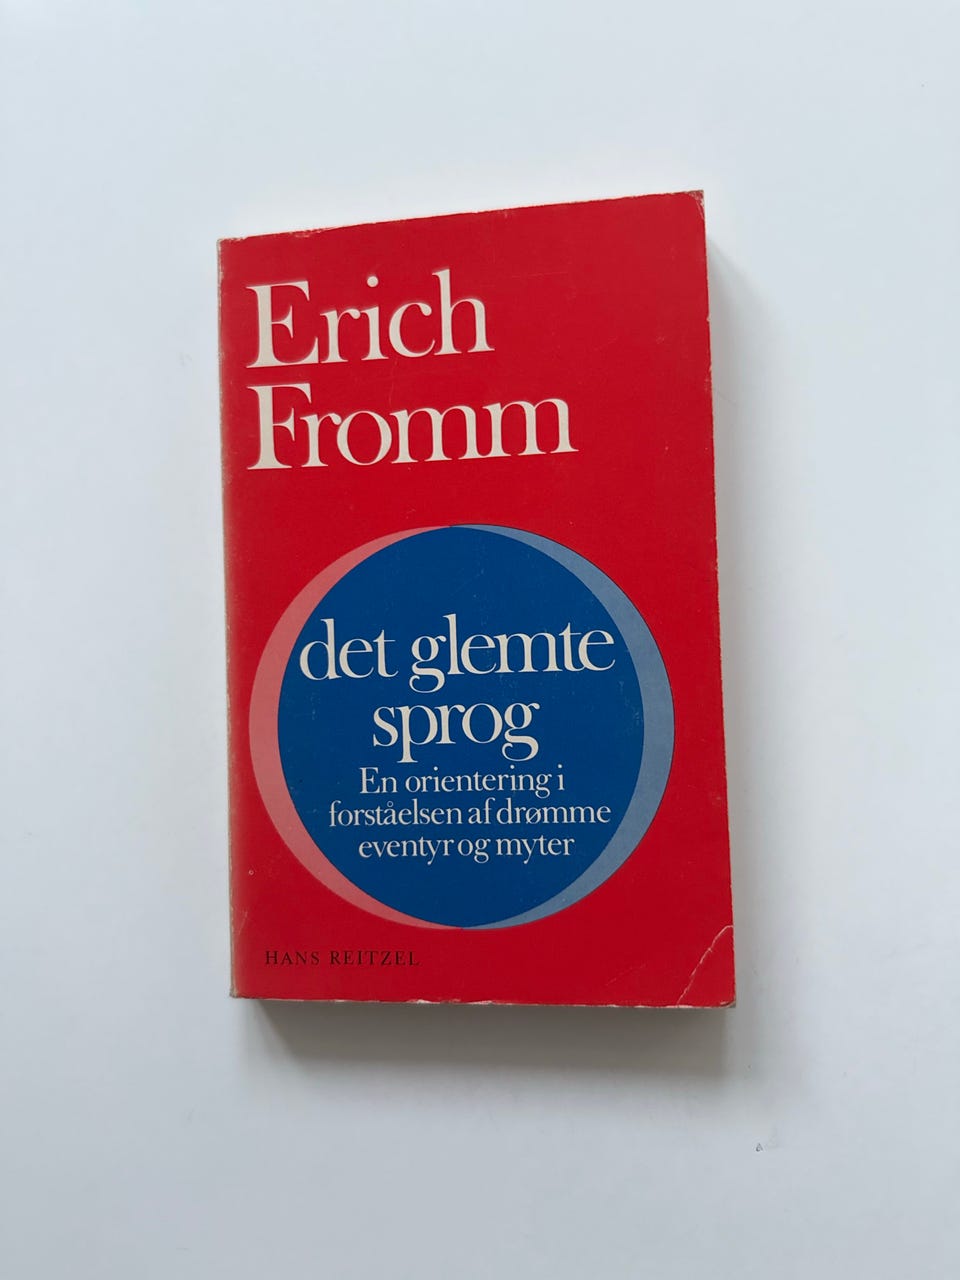 Erich
Fromm
det glemte
sprog
En orientering i
forståelsen af drømme
eventyr og myter
HANS REITZEL